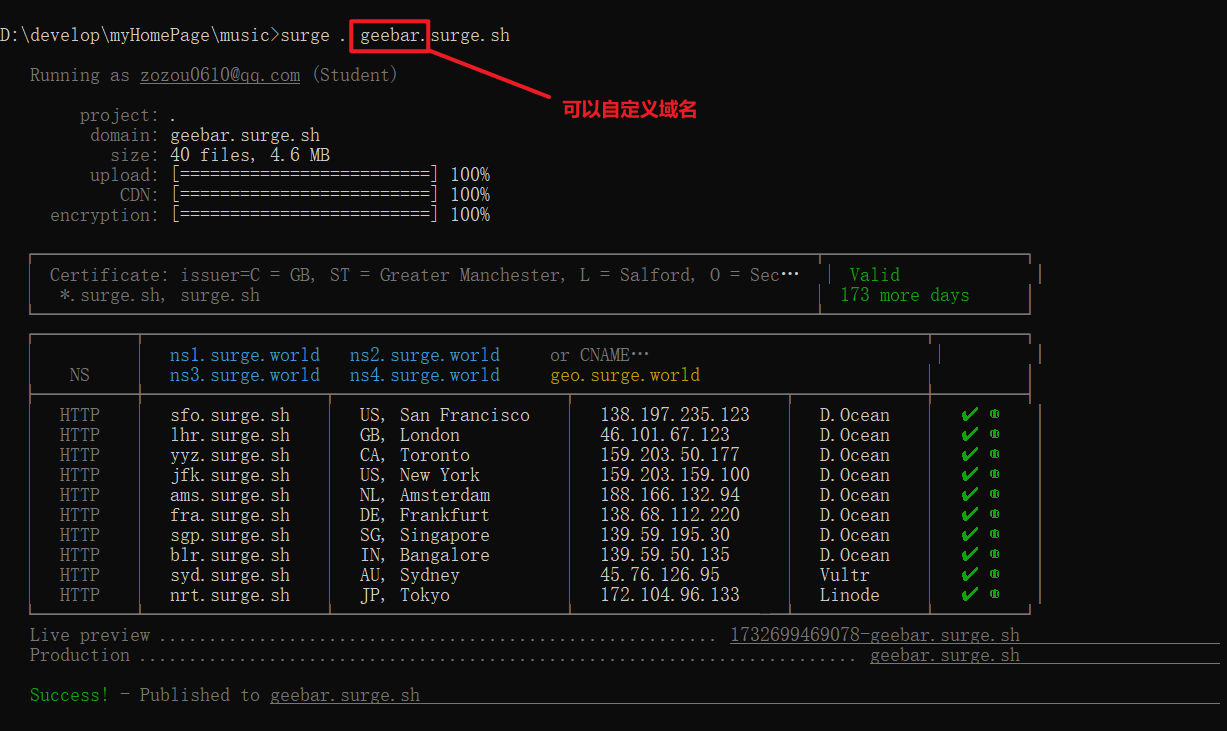 D:\develop\myHomePage\music>surge . geebar.surge.sh
Running as zozou0610@qq.com (Student)
可以自定义域名
project: .
domain: geebar.surge.sh
size: 40 files, 4.6 MB
upload: [=========================] 100%
CDN: [=========================] 100%
encryption: [=========================] 100%
Certificate: issuer=C = GB, ST = Greater Manchester, L = Salford, O = Sec… Valid
*.surge.sh, surge.sh 173 more days
ns1.surge.world ns2.surge.world or CNAME…
NS ns3.surge.world ns4.surge.world geo.surge.world
HTTP sfo.surge.sh US, San Francisco 138.197.235.123 D.Ocean ✔
HTTP lhr.surge.sh GB, London 46.101.67.123 D.Ocean ✔
HTTP yyz.surge.sh CA, Toronto 159.203.50.177 D.Ocean ✔
HTTP jfk.surge.sh US, New York 159.203.159.100 D.Ocean ✔
HTTP ams.surge.sh NL, Amsterdam 188.166.132.94 D.Ocean ✔
HTTP fra.surge.sh DE, Frankfurt 138.68.112.220 D.Ocean ✔
HTTP sgp.surge.sh SG, Singapore 139.59.195.30 D.Ocean ✔
HTTP blr.surge.sh IN, Bangalore 139.59.50.135 D.Ocean ✔
HTTP syd.surge.sh AU, Sydney 45.76.126.95 Vultr ✔
HTTP nrt.surge.sh JP, Tokyo 172.104.96.133 Linode ✔
Live preview ........................................................ 1732699469078-geebar.surge.sh
Production ........................................................................ geebar.surge.sh
Success! - Published to geebar.surge.sh